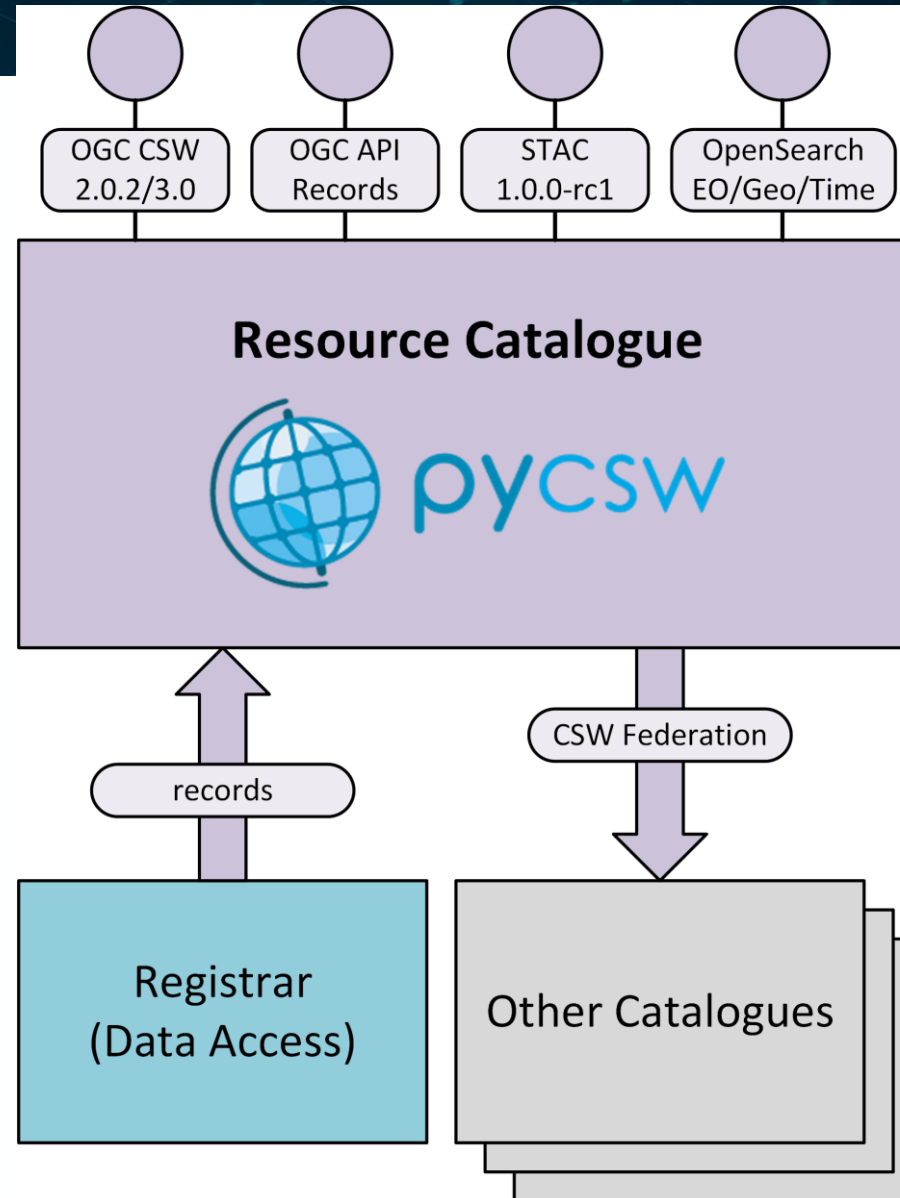 OGC CSW
2.0.2/3.0
OGC API
Records
STAC
1.0.0-rc1
OpenSearch
EO/Geo/Time
Resource Catalogue
pycsw
records
CSW Federation
Registrar
(Data Access)
Other Catalogues